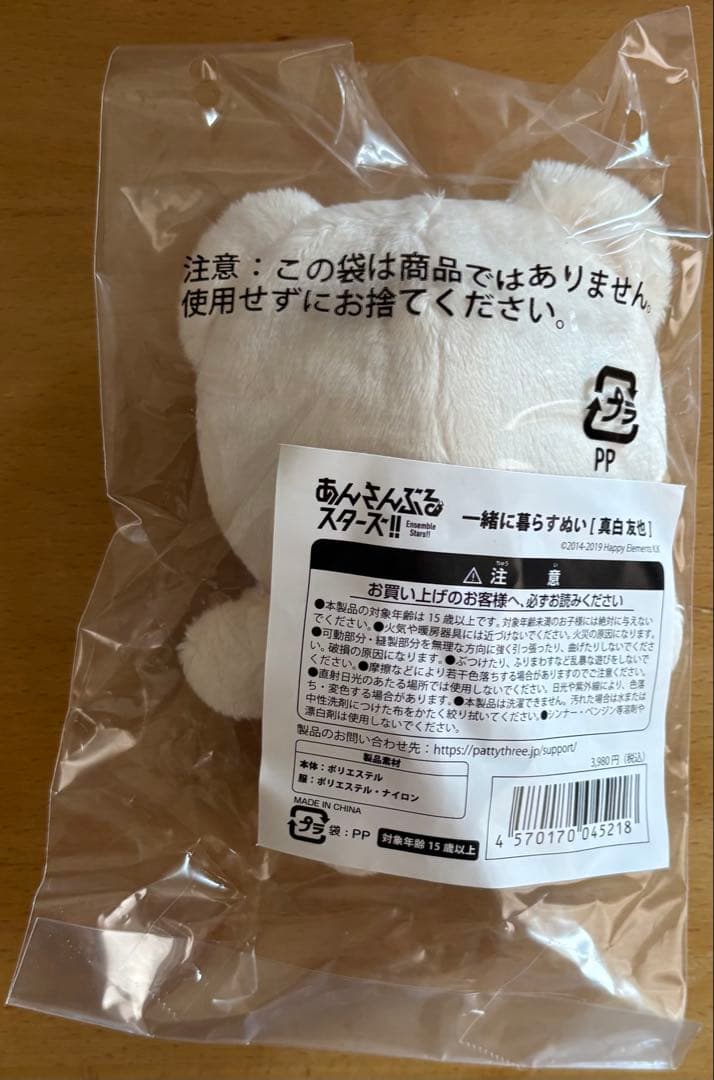 注意：この袋は商品ではありません。
使用せずにお捨てください。
プラ
PP
あんさんぶる
スターズ!!
Ensemble
Stars!!
一緒に暮らすぬい [ 真白友也 ]
©2014-2019 Happy Elements K.K
ちゅう い
⚠注 意
お買い上げのお客様へ、必ずお読みください
●本製品の対象年齢は15歳以上です。対象年齢未満のお子様には絶対に与えない
でください。●火気や暖房器具には近づけないでください。火災の原因になります。
●可動部分・縫製部分を無理な方向に強く引っ張ったり、曲げたりしないでくださ
い。破損の原因になります。●ぶつけたり、ふりまわすなど乱暴な遊びをしないで
ください。●摩擦などにより若干色落ちする場合がありますのでご注意ください。
●直射日光のあたる場所では使用しないでください。日光や紫外線により、色落
ち・変色する場合があります。●本製品は洗濯できません。汚れた場合は水または
中性洗剤につけた布をかたく絞り拭いてください。●シンナー・ベンジン等溶剤や
漂白剤は使用しないでください。
製品のお問い合わせ先：https://pattythree.jp/support/
製品素材
本体：ポリエステル
服：ポリエステル・ナイロン
3,980円（税込）
MADE IN CHINA
プラ 袋：PP
対象年齢15歳以上
4 570170 045218